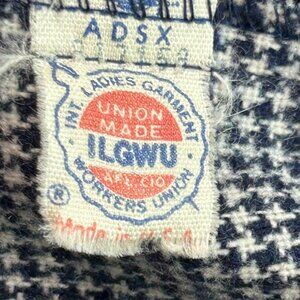 ADSX
INT. LADIES GARMENT
UNION
MADE
ILGWU
AFL-CIO
WORKERS UNION
®
Made in U.S.A.